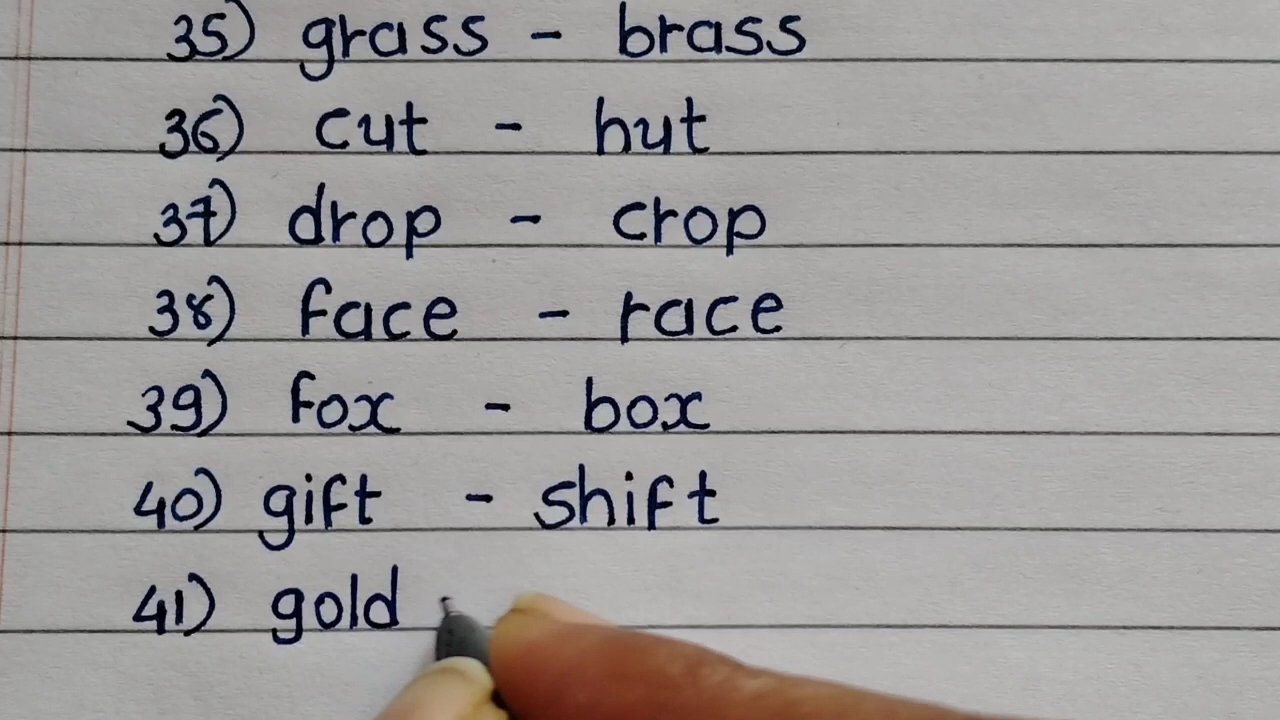 35) grass - brass
36) cut - hut
37) drop - crop
38) face - race
39) fox - box
40) gift - shift
41) gold